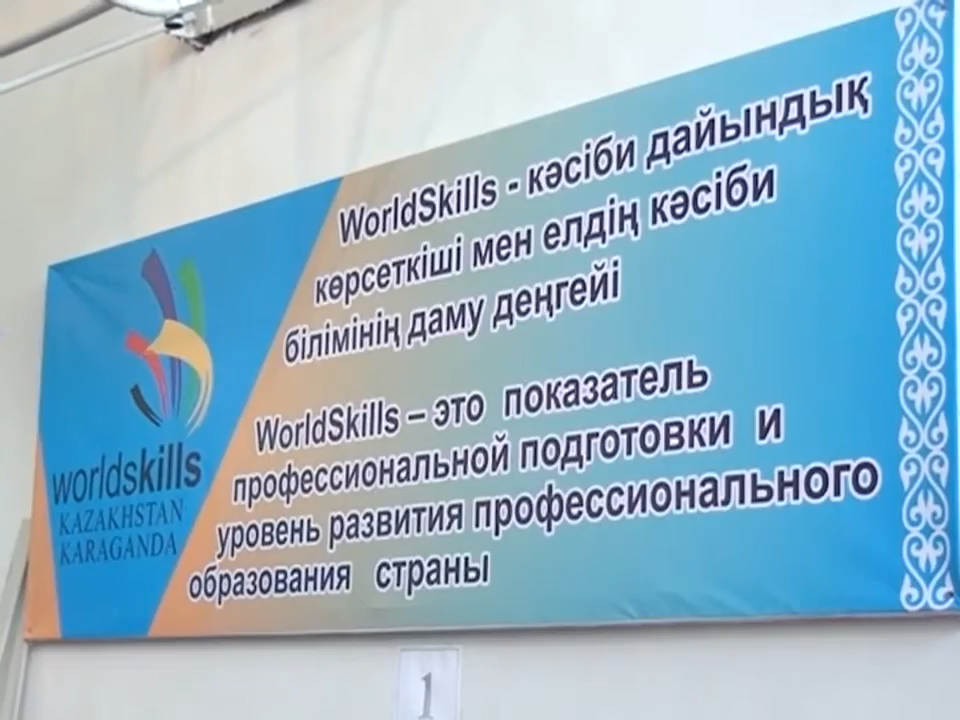 WorldSkills - кәсіби дайындық
көрсеткіші мен елдің кәсіби
білімінің даму деңгейі
WorldSkills – это показатель
профессиональной подготовки и
уровень развития профессионального
образования страны
worldskills
KAZAKHSTAN
KARAGANDA
1